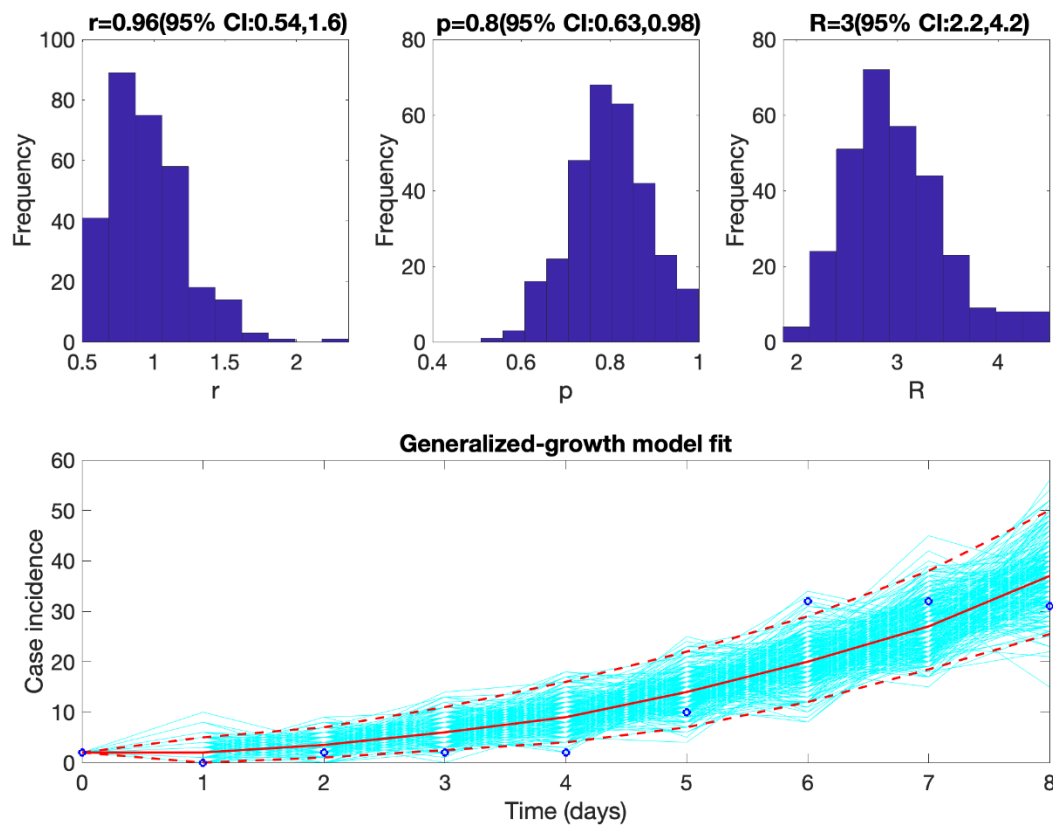 r=0.96(95% CI:0.54,1.6)
100
80
60
40
20
0
Frequency
0.5 1 1.5 2
r
p=0.8(95% CI:0.63,0.98)
80
60
40
20
0
Frequency
0.4 0.6 0.8 1
p
R=3(95% CI:2.2,4.2)
80
60
40
20
0
Frequency
2 3 4
R
Generalized-growth model fit
60
50
40
30
20
10
0
Case incidence
0 1 2 3 4 5 6 7 8
Time (days)